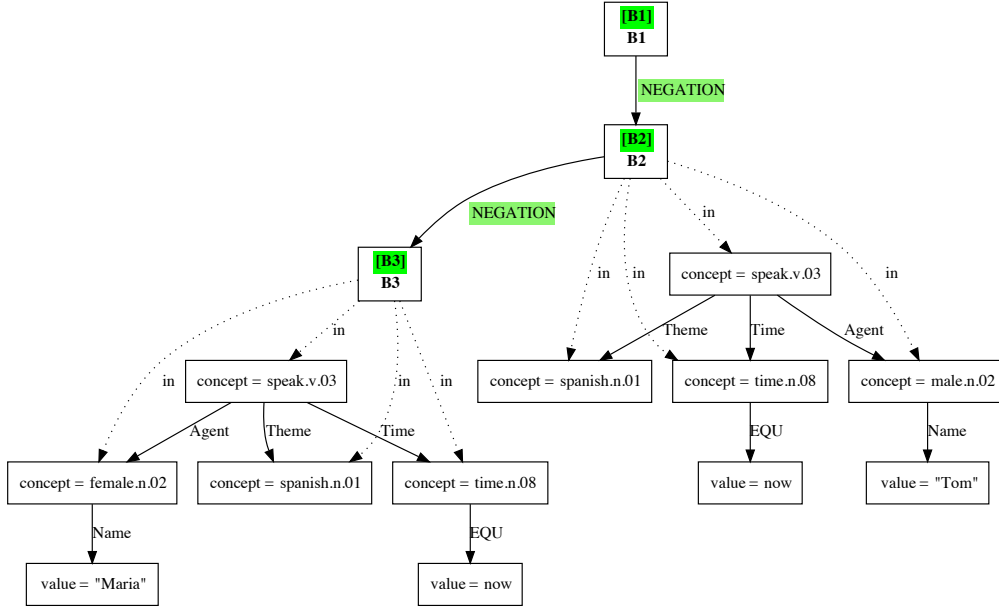 [B1]
B1
NEGATION
[B2]
B2
NEGATION
in
[B3]
B3
in
in
in
concept = speak.v.03
in
Theme
Time
Agent
in
in
in
concept = speak.v.03
concept = spanish.n.01
concept = time.n.08
concept = male.n.02
Agent
Theme
Time
EQU
Name
concept = female.n.02
concept = spanish.n.01
concept = time.n.08
value = now
value = "Tom"
Name
EQU
value = "Maria"
value = now